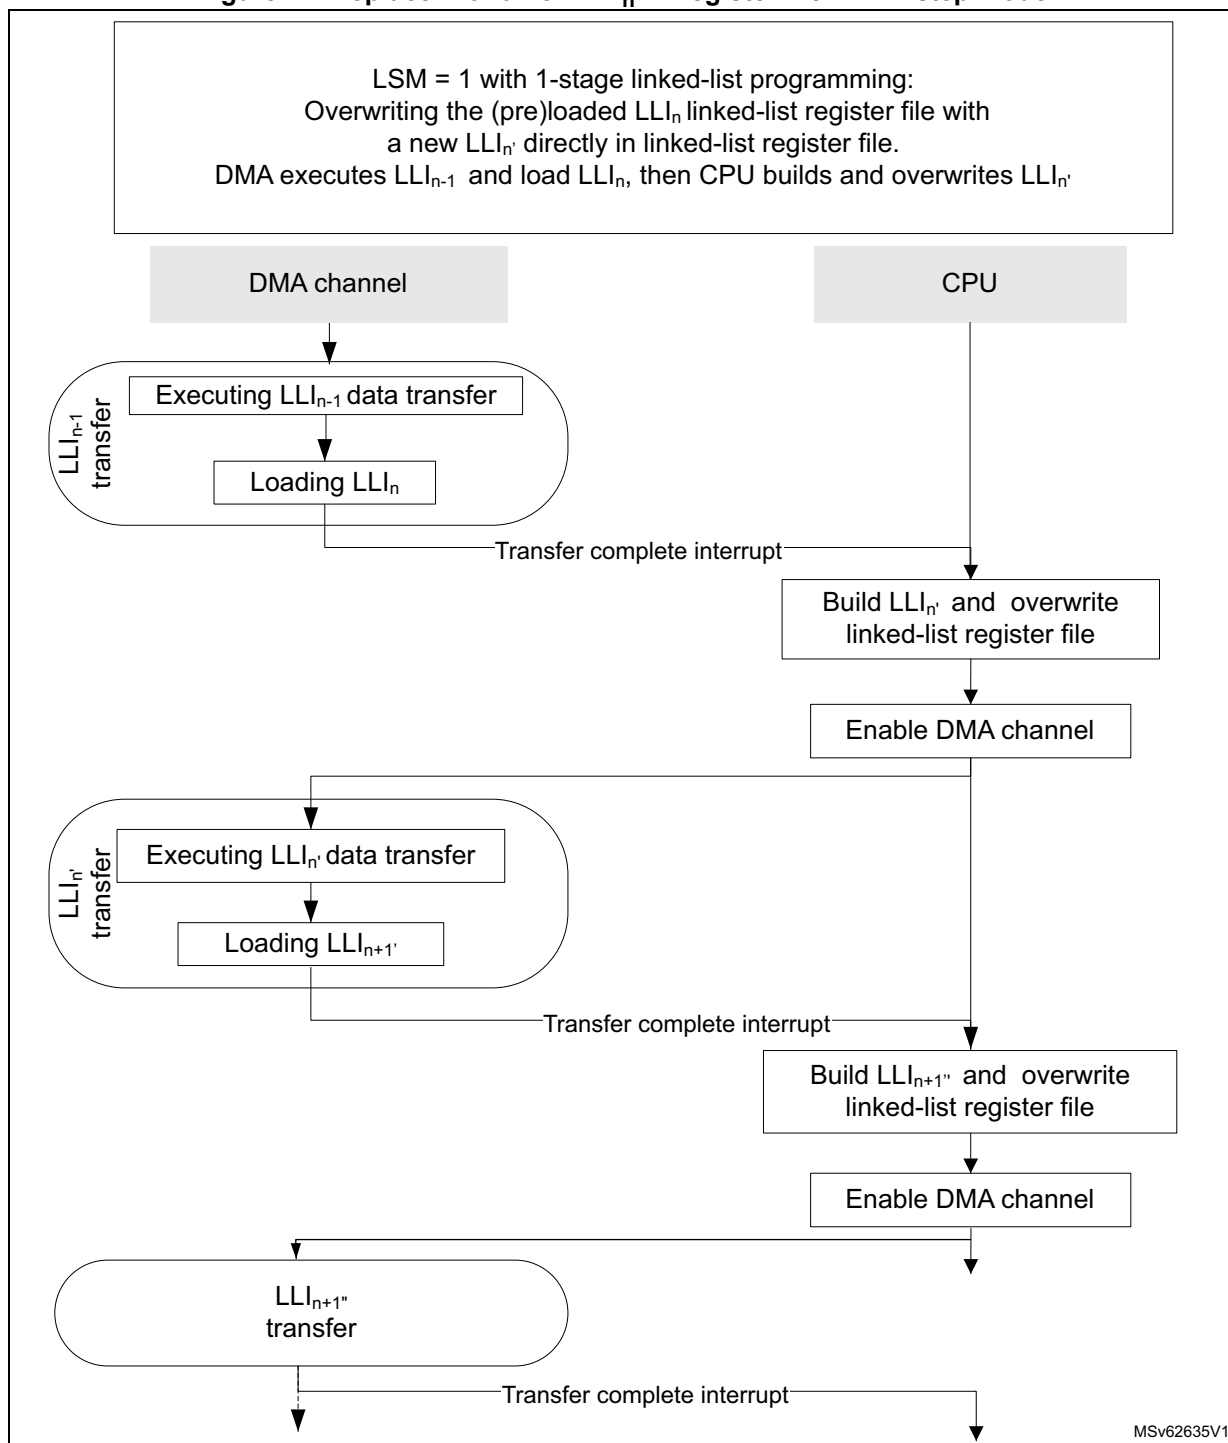 LSM = 1 with 1-stage linked-list programming:
Overwriting the (pre)loaded LLIn linked-list register file with
a new LLIn' directly in linked-list register file.
DMA executes LLIn-1 and load LLIn, then CPU builds and overwrites LLIn'
DMA channel
CPU
Executing LLIn-1 data transfer
LLIn-1
transfer
Loading LLIn
Transfer complete interrupt
Build LLIn' and overwrite
linked-list register file
Enable DMA channel
Executing LLIn' data transfer
LLIn'
transfer
Loading LLIn+1'
Transfer complete interrupt
Build LLIn+1'' and overwrite
linked-list register file
Enable DMA channel
LLIn+1"
transfer
Transfer complete interrupt
MSv62635V1